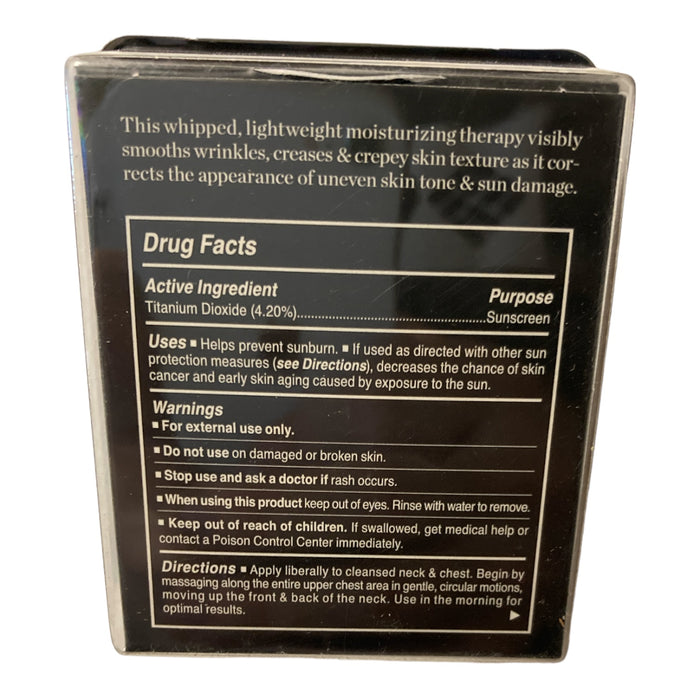 This whipped, lightweight moisturizing therapy visibly
smooths wrinkles, creases & crepey skin texture as it cor-
rects the appearance of uneven skin tone & sun damage.
Drug Facts
Active Ingredient Purpose
Titanium Dioxide (4.20%)..........................................................Sunscreen
Uses ▪ Helps prevent sunburn. ▪ If used as directed with other sun
protection measures (see Directions), decreases the chance of skin
cancer and early skin aging caused by exposure to the sun.
Warnings
▪ For external use only.
▪ Do not use on damaged or broken skin.
▪ Stop use and ask a doctor if rash occurs.
▪ When using this product keep out of eyes. Rinse with water to remove.
▪ Keep out of reach of children. If swallowed, get medical help or
contact a Poison Control Center immediately.
Directions ▪ Apply liberally to cleansed neck & chest. Begin by
massaging along the entire upper chest area in gentle, circular motions,
moving up the front & back of the neck. Use in the morning for
optimal results. ▶